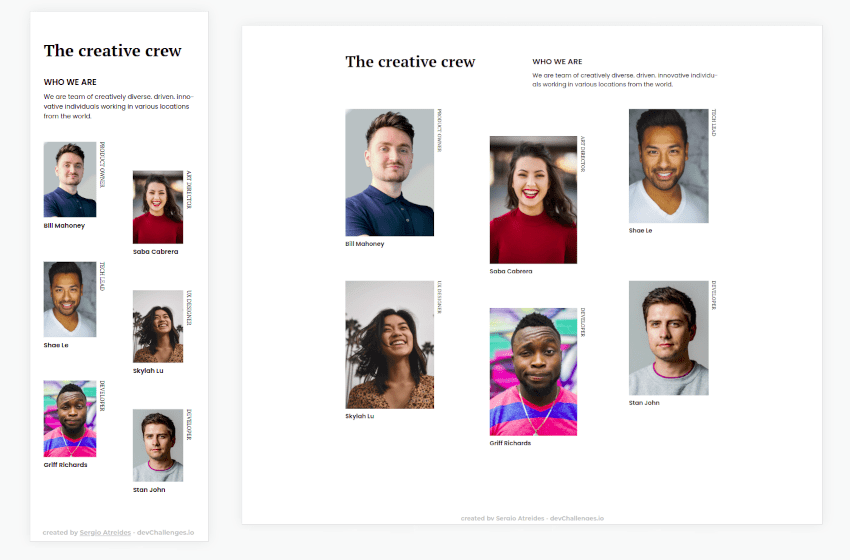 The creative crew
WHO WE ARE
We are team of creatively diverse. driven. inno-
vative individuals working in various locations
from the world.
PRODUCT OWNER
Bill Mahoney
ART DIRECTOR
Saba Cabrera
TECH LEAD
Shae Le
UX DESIGNER
Skylah Lu
DEVELOPER
Griff Richards
DEVELOPER
Stan John
created by Sergio Atreides - devChallenges.io
The creative crew
WHO WE ARE
We are team of creatively diverse. driven. innovative individu-
als working in various locations from the world.
PRODUCT OWNER
Bill Mahoney
ART DIRECTOR
Saba Cabrera
TECH LEAD
Shae Le
UX DESIGNER
Skylah Lu
DEVELOPER
Griff Richards
DEVELOPER
Stan John
created by Sergio Atreides - devChallenges.io